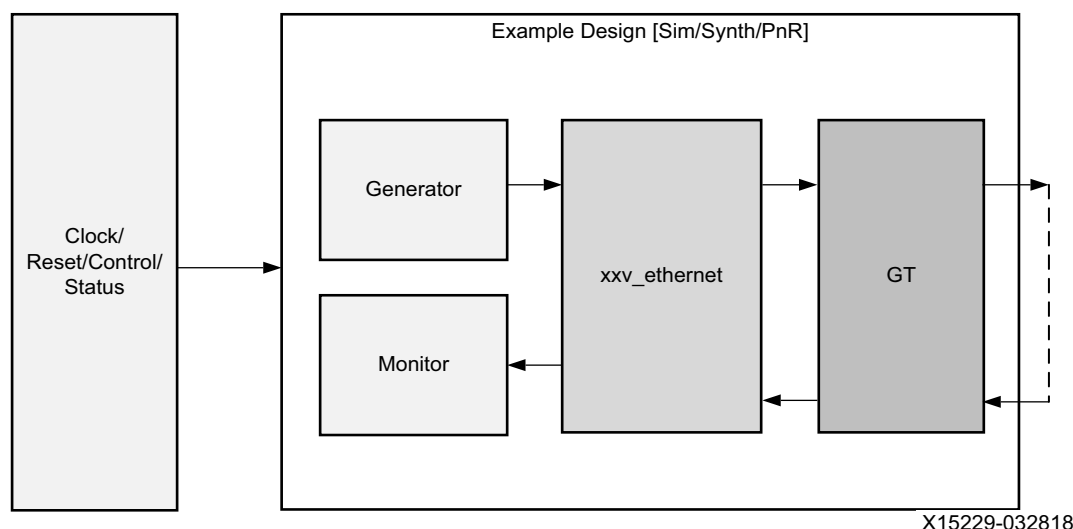 Example Design [Sim/Synth/PnR]
Generator
Clock/
Reset/Control/
Status
xxv_ethernet
GT
Monitor
X15229-032818